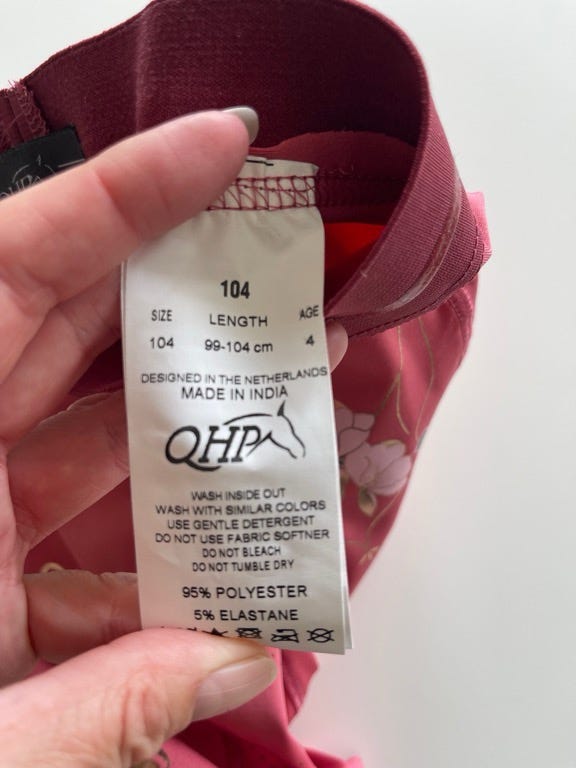 104
SIZE LENGTH AGE
104 99-104 cm 4
DESIGNED IN THE NETHERLANDS
MADE IN INDIA
QHP
WASH INSIDE OUT
WASH WITH SIMILAR COLORS
USE GENTLE DETERGENT
DO NOT USE FABRIC SOFTNER
DO NOT BLEACH
DO NOT TUMBLE DRY
95% POLYESTER
5% ELASTANE
QHP